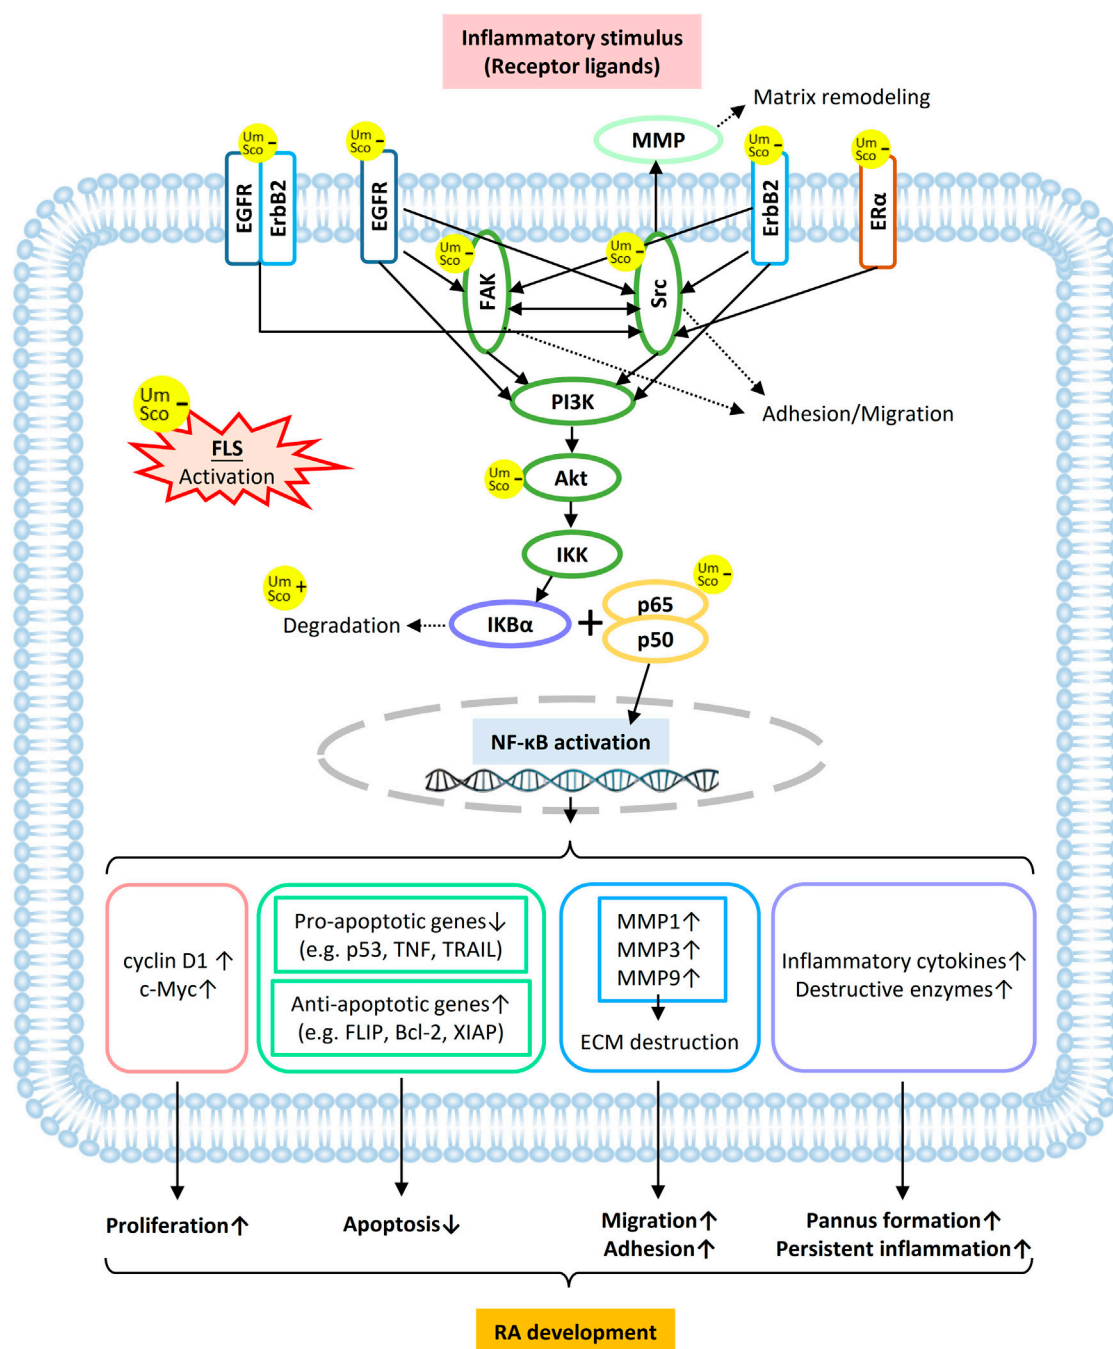 Inflammatory stimulus
(Receptor ligands)
Matrix remodeling
MMP
Um
Sco −
EGFR
ErbB2
Um
Sco −
EGFR
Um
Sco −
ErbB2
Um
Sco −
ERα
Um
Sco −
FAK
Um
Sco −
Src
PI3K
Adhesion/Migration
Um
Sco −
FLS
Activation
Um
Sco −
Akt
IKK
Um
Sco +
Degradation
IKBα
+
Um
Sco −
p65
p50
NF-κB activation
cyclin D1 ↑
c-Myc↑
Pro-apoptotic genes↓
(e.g. p53, TNF, TRAIL)
Anti-apoptotic genes↑
(e.g. FLIP, Bcl-2, XIAP)
MMP1↑
MMP3↑
MMP9↑
ECM destruction
Inflammatory cytokines↑
Destructive enzymes↑
Proliferation↑
Apoptosis↓
Migration↑
Adhesion↑
Pannus formation↑
Persistent inflammation↑
RA development